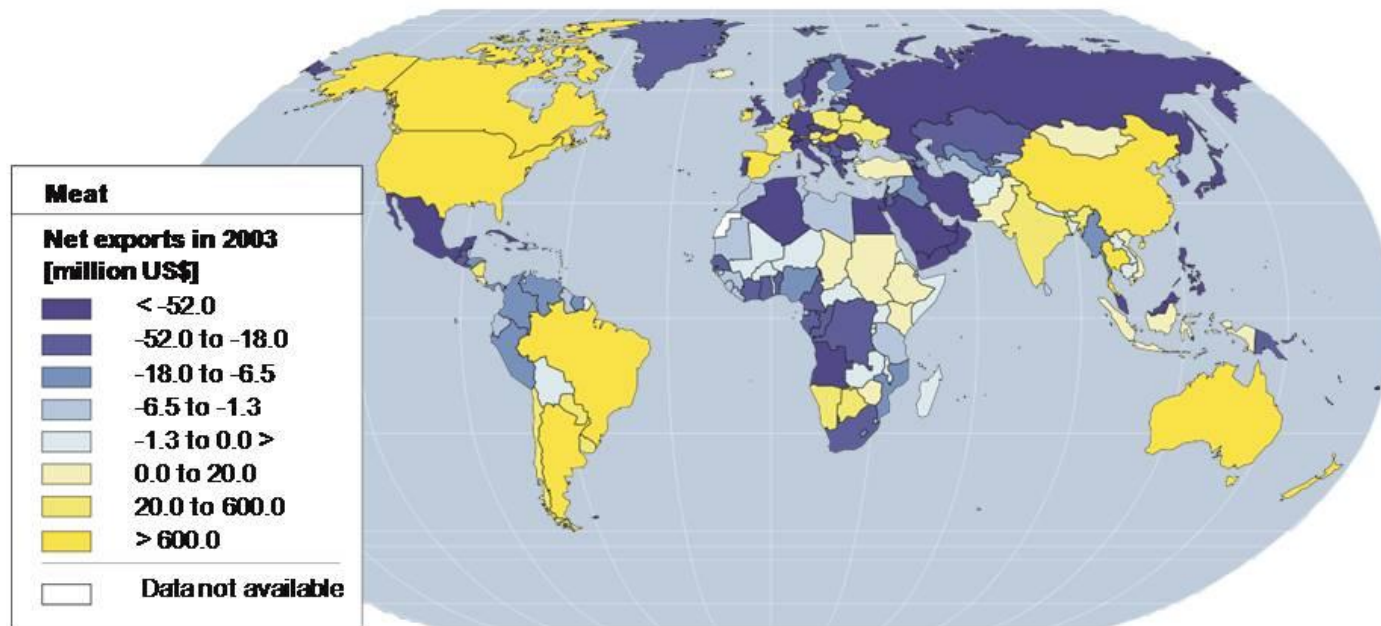 Meat
Net exports in 2003
[million US$]
< -52.0
-52.0 to -18.0
-18.0 to -6.5
-6.5 to -1.3
-1.3 to 0.0 >
0.0 to 20.0
20.0 to 600.0
> 600.0
Data not available